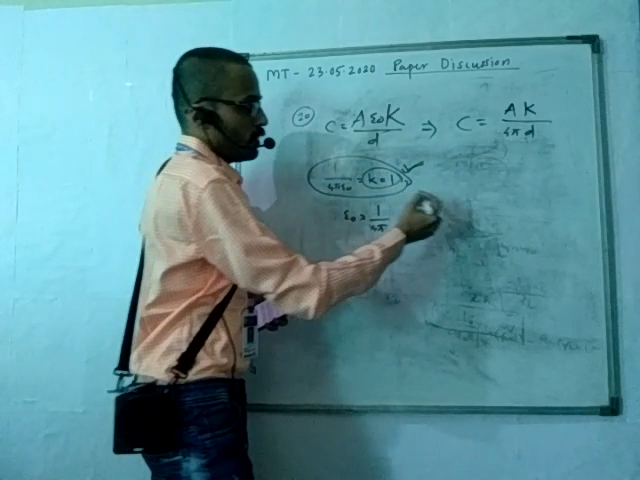 MT - 23.05.2020 Paper Discussion
(20) C = Aε₀K/d ⇒ C = AK/4πd
1/4πε₀ = k = 1
ε₀ = 1/4π